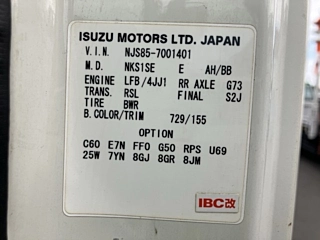 ISUZU MOTORS LTD. JAPAN
V.I.N. NJS85-7001401
M.D. NKS1SE E AH/BB
ENGINE LFB/4JJ1 RR AXLE G73
TRANS. RSL FINAL S2J
TIRE BWR
B.COLOR/TRIM 729/155
OPTION
C60 E7N FF0 G50 RPS U69
25W 7YN 8GJ 8GR 8JM
IBC改